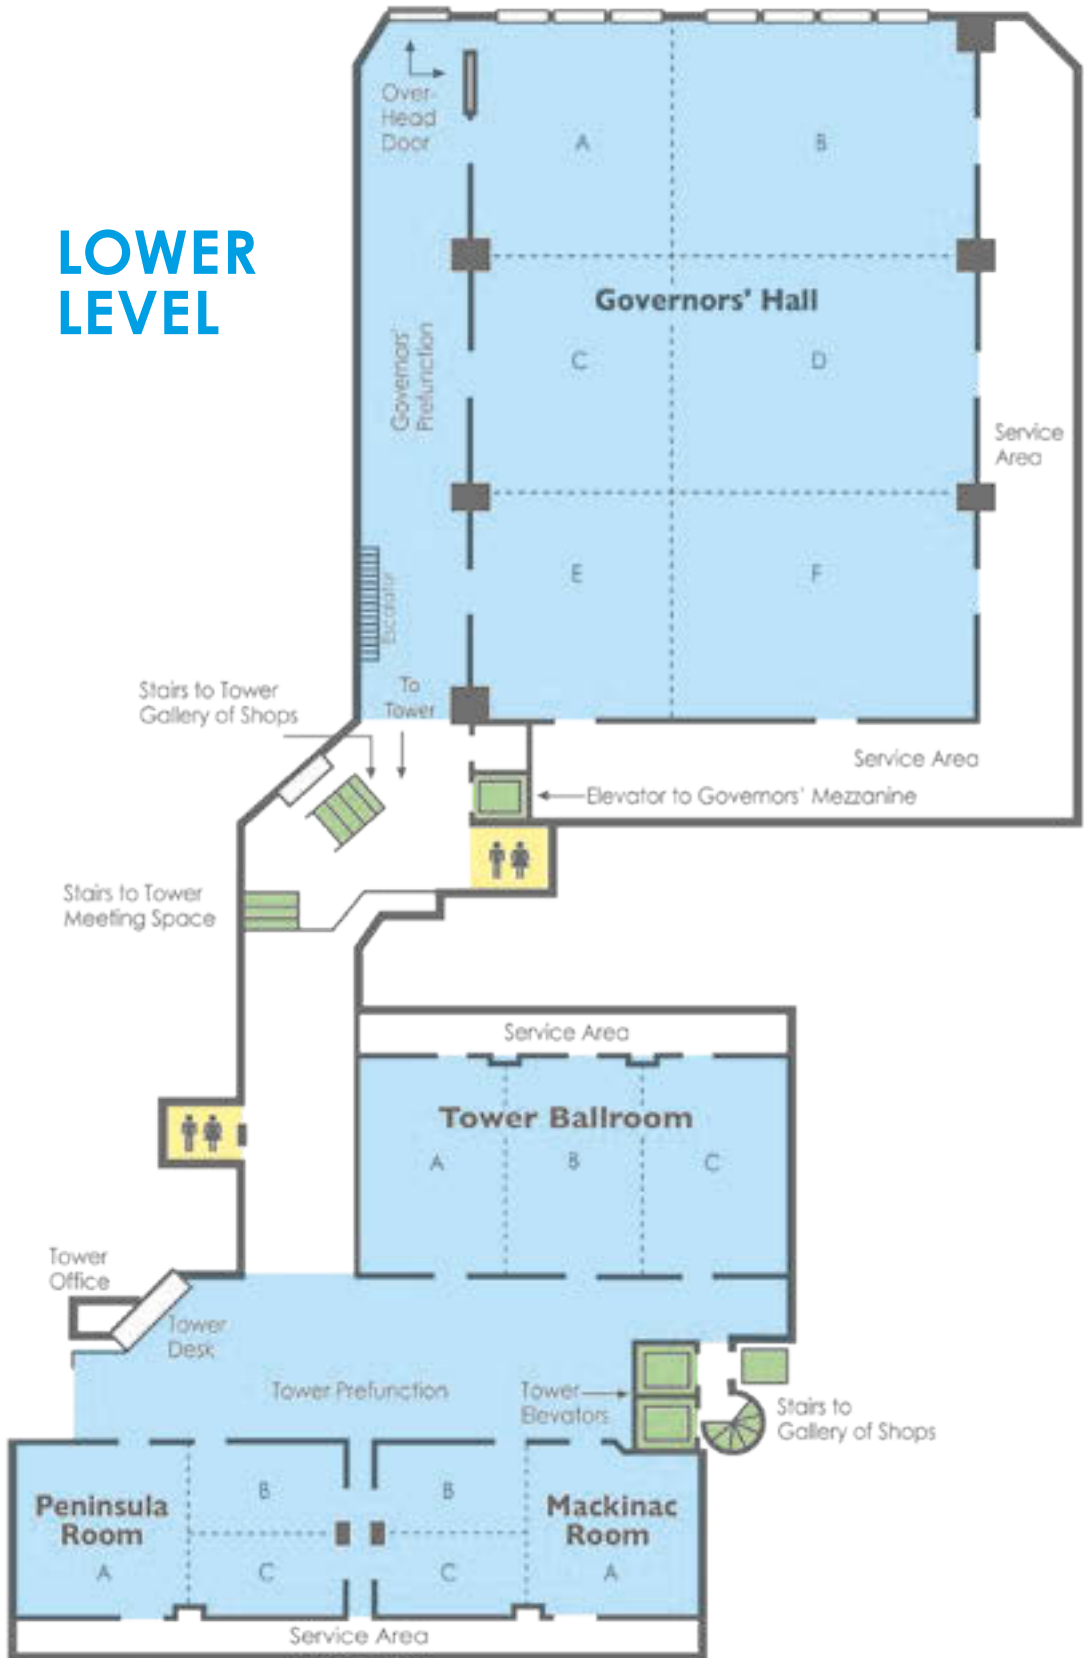 LOWER
LEVEL
Over-
Head
Door
A
B
Governors' Hall
Governors'
Prefunction
C
D
Service
Area
E
F
Escalator
Stairs to Tower
Gallery of Shops
To
Tower
Service Area
Elevator to Governors' Mezzanine
Stairs to Tower
Meeting Space
Service Area
Tower Ballroom
A
B
C
Tower
Office
Tower
Desk
Tower Prefunction
Tower
Elevators
Stairs to
Gallery of Shops
Peninsula
Room
A
B
C
B
C
Mackinac
Room
A
Service Area